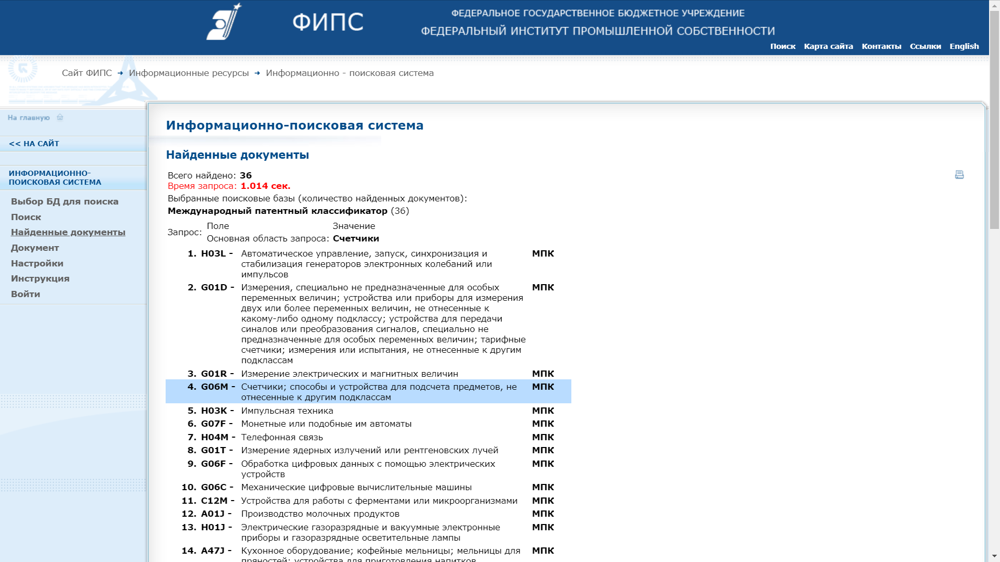 ФИПС
ФЕДЕРАЛЬНОЕ ГОСУДАРСТВЕННОЕ БЮДЖЕТНОЕ УЧРЕЖДЕНИЕ
ФЕДЕРАЛЬНЫЙ ИНСТИТУТ ПРОМЫШЛЕННОЙ СОБСТВЕННОСТИ
Поиск Карта сайта Контакты Ссылки English
Сайт ФИПС Информационные ресурсы Информационно - поисковая система
На главную
<< НА САЙТ
ИНФОРМАЦИОННО-
ПОИСКОВАЯ СИСТЕМА
Выбор БД для поиска
Поиск
Найденные документы
Документ
Настройки
Инструкция
Войти
Информационно-поисковая система
Найденные документы
Всего найдено: 36
Время запроса: 1.014 сек.
Выбранные поисковые базы (количество найденных документов):
Международный патентный классификатор (36)
Запрос:
Поле Значение
Основная область запроса: Счетчики
1. H03L - Автоматическое управление, запуск, синхронизация и МПК
стабилизация генераторов электронных колебаний или
импульсов
2. G01D - Измерения, специально не предназначенные для особых МПК
переменных величин; устройства или приборы для измерения
двух или более переменных величин, не отнесенные к
какому-либо одному подклассу; устройства для передачи
синалов или преобразования сигналов, специально не
предназначенные для особых переменных величин; тарифные
счетчики; измерения или испытания, не отнесенные к другим
подклассам
3. G01R - Измерение электрических и магнитных величин МПК
4. G06M - Счетчики; способы и устройства для подсчета предметов, не МПК
отнесенные к другим подклассам
5. H03K - Импульсная техника МПК
6. G07F - Монетные или подобные им автоматы МПК
7. H04M - Телефонная связь МПК
8. G01T - Измерение ядерных излучений или рентгеновских лучей МПК
9. G06F - Обработка цифровых данных с помощью электрических МПК
устройств
10. G06C - Механические цифровые вычислительные машины МПК
11. C12M - Устройства для работы с ферментами или микроорганизмами МПК
12. A01J - Производство молочных продуктов МПК
13. H01J - Электрические газоразрядные и вакуумные электронные МПК
приборы и газоразрядные осветительные лампы
14. A47J - Кухонное оборудование; кофейные мельницы; мельницы для МПК
пряностей; устройства для приготовления напитков